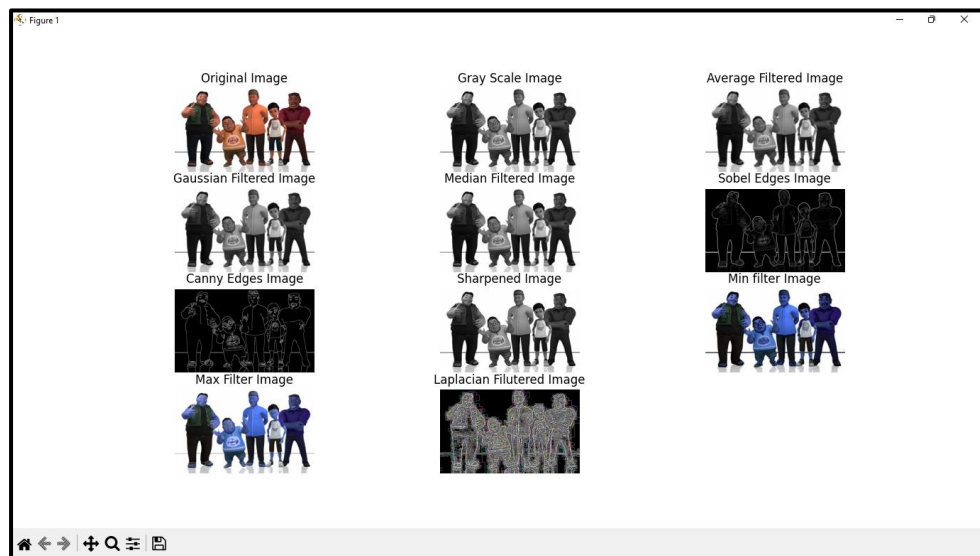 Figure 1
Original Image
Gray Scale Image
Average Filtered Image
Gaussian Filtered Image
Median Filtered Image
Sobel Edges Image
Canny Edges Image
Sharpened Image
Min filter Image
Max Filter Image
Laplacian Filutered Image